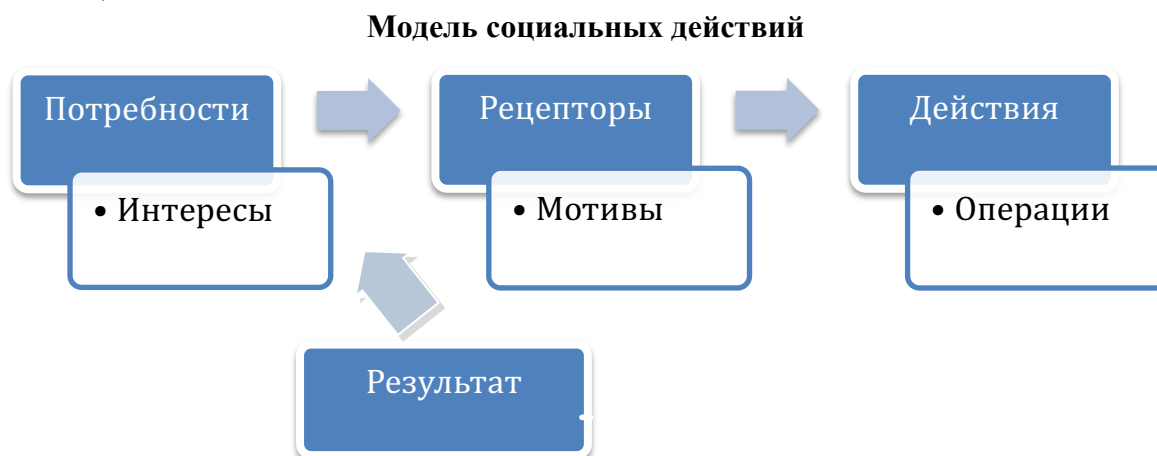 Модель социальных действий
Потребности
• Интересы
Рецепторы
• Мотивы
Действия
• Операции
Результат